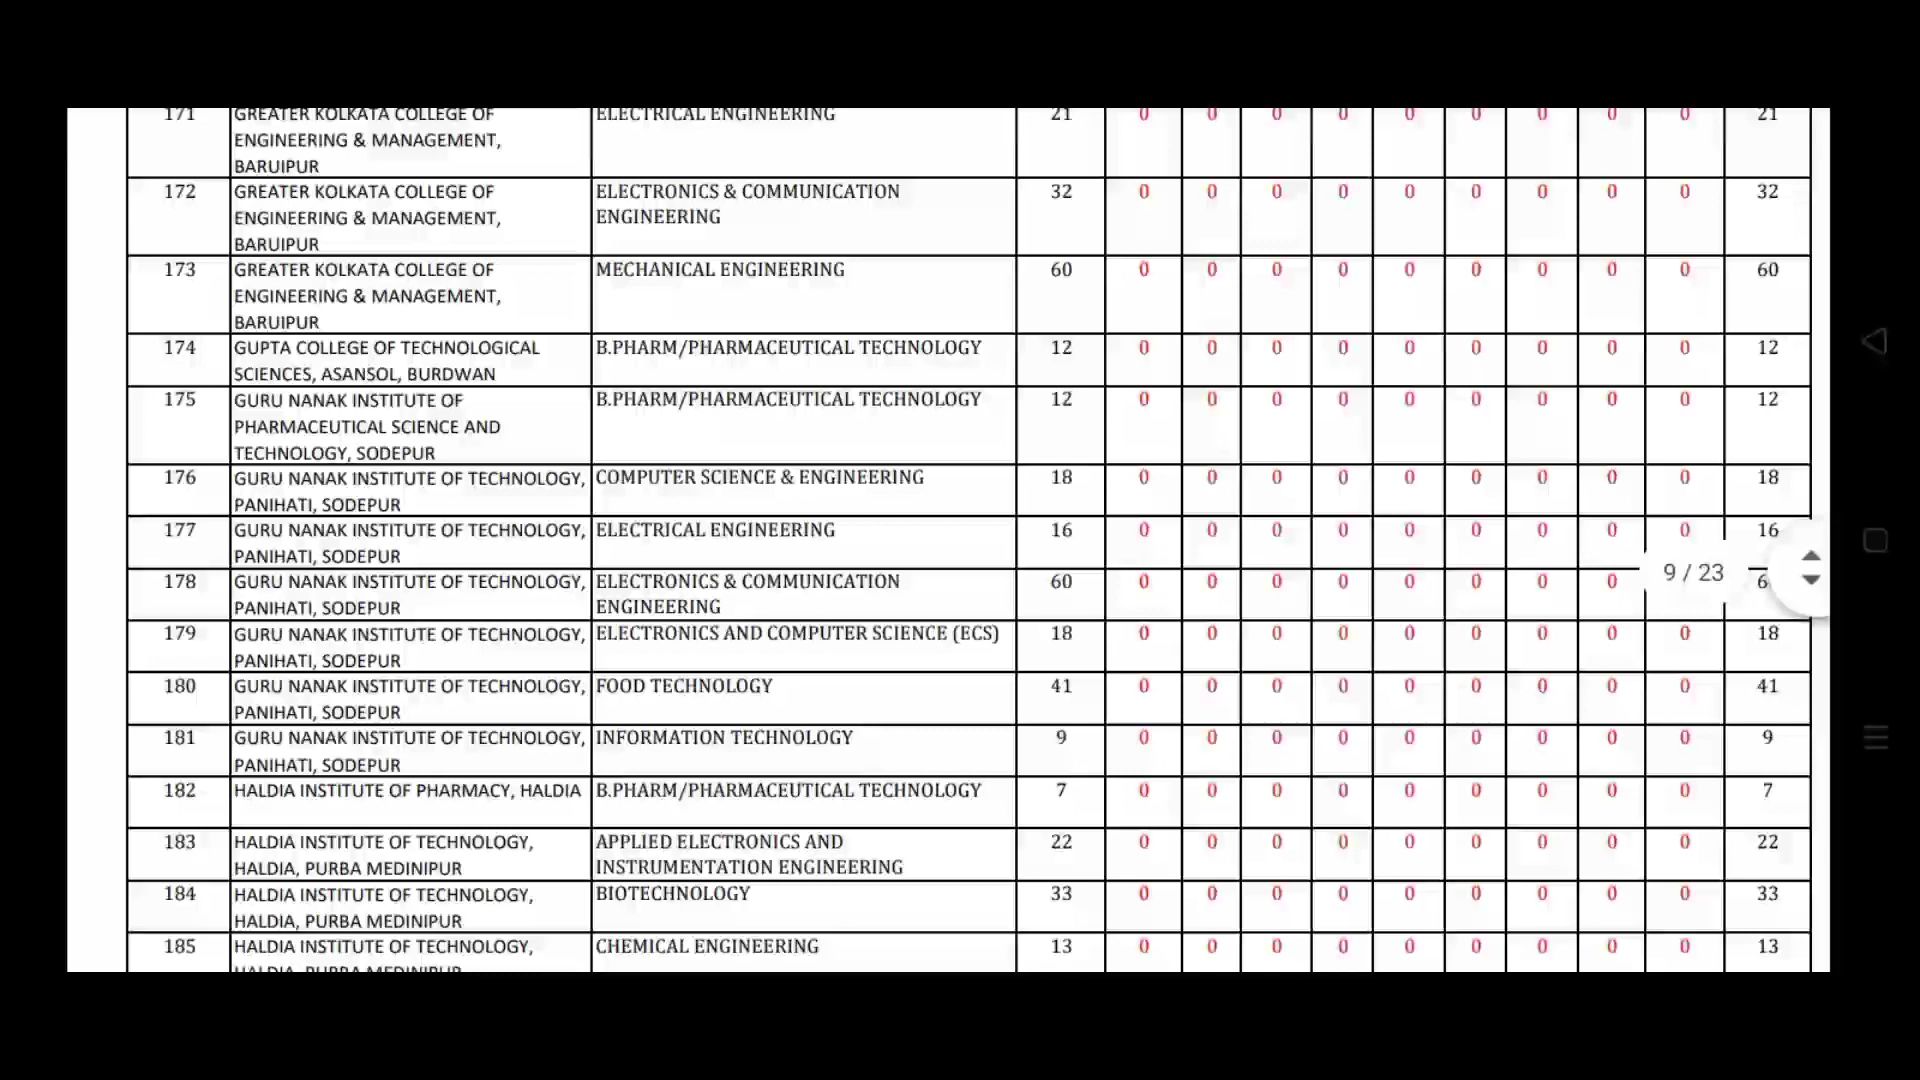 171 GREATER KOLKATA COLLEGE OF ELECTRICAL ENGINEERING 21 0 0 0 0 0 0 0 0 0 21
ENGINEERING & MANAGEMENT,
BARUIPUR
172 GREATER KOLKATA COLLEGE OF ELECTRONICS & COMMUNICATION 32 0 0 0 0 0 0 0 0 0 32
ENGINEERING & MANAGEMENT, ENGINEERING
BARUIPUR
173 GREATER KOLKATA COLLEGE OF MECHANICAL ENGINEERING 60 0 0 0 0 0 0 0 0 0 60
ENGINEERING & MANAGEMENT,
BARUIPUR
174 GUPTA COLLEGE OF TECHNOLOGICAL B.PHARM/PHARMACEUTICAL TECHNOLOGY 12 0 0 0 0 0 0 0 0 0 12
SCIENCES, ASANSOL, BURDWAN
175 GURU NANAK INSTITUTE OF B.PHARM/PHARMACEUTICAL TECHNOLOGY 12 0 0 0 0 0 0 0 0 0 12
PHARMACEUTICAL SCIENCE AND
TECHNOLOGY, SODEPUR
176 GURU NANAK INSTITUTE OF TECHNOLOGY, COMPUTER SCIENCE & ENGINEERING 18 0 0 0 0 0 0 0 0 0 18
PANIHATI, SODEPUR
177 GURU NANAK INSTITUTE OF TECHNOLOGY, ELECTRICAL ENGINEERING 16 0 0 0 0 0 0 0 0 0 16
PANIHATI, SODEPUR
9 / 23
178 GURU NANAK INSTITUTE OF TECHNOLOGY, ELECTRONICS & COMMUNICATION 60 0 0 0 0 0 0 0 0
PANIHATI, SODEPUR ENGINEERING
179 GURU NANAK INSTITUTE OF TECHNOLOGY, ELECTRONICS AND COMPUTER SCIENCE (ECS) 18 0 0 0 0 0 0 0 0 0 18
PANIHATI, SODEPUR
180 GURU NANAK INSTITUTE OF TECHNOLOGY, FOOD TECHNOLOGY 41 0 0 0 0 0 0 0 0 0 41
PANIHATI, SODEPUR
181 GURU NANAK INSTITUTE OF TECHNOLOGY, INFORMATION TECHNOLOGY 9 0 0 0 0 0 0 0 0 0 9
PANIHATI, SODEPUR
182 HALDIA INSTITUTE OF PHARMACY, HALDIA B.PHARM/PHARMACEUTICAL TECHNOLOGY 7 0 0 0 0 0 0 0 0 0 7
183 HALDIA INSTITUTE OF TECHNOLOGY, APPLIED ELECTRONICS AND 22 0 0 0 0 0 0 0 0 0 22
HALDIA, PURBA MEDINIPUR INSTRUMENTATION ENGINEERING
184 HALDIA INSTITUTE OF TECHNOLOGY, BIOTECHNOLOGY 33 0 0 0 0 0 0 0 0 0 33
HALDIA, PURBA MEDINIPUR
185 HALDIA INSTITUTE OF TECHNOLOGY, CHEMICAL ENGINEERING 13 0 0 0 0 0 0 0 0 0 13
HALDIA, PURBA MEDINIPUR